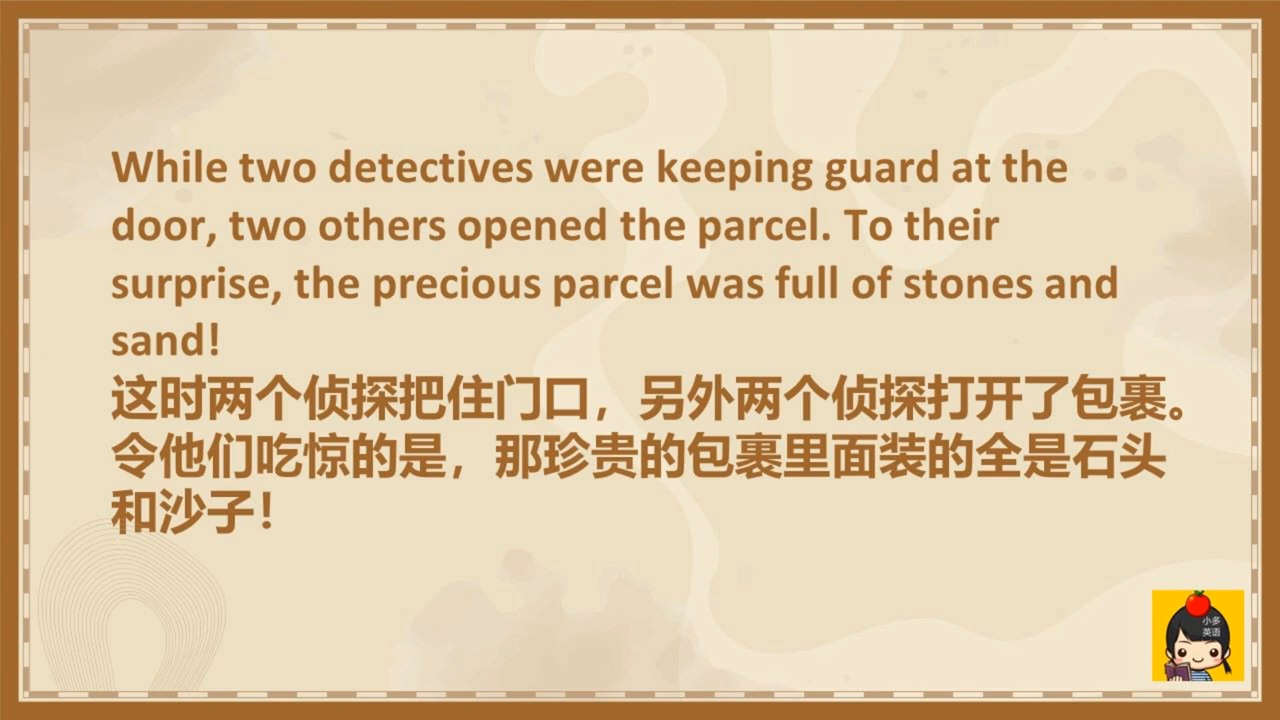 While two detectives were keeping guard at the
door, two others opened the parcel. To their
surprise, the precious parcel was full of stones and
sand!
这时两个侦探把住门口，另外两个侦探打开了包裹。
令他们吃惊的是，那珍贵的包裹里面装的全是石头
和沙子！
小多
英语